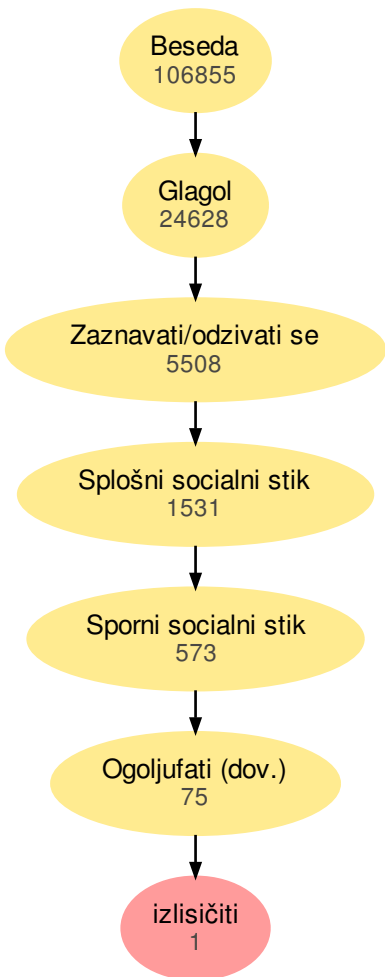 Beseda
106855
Glagol
24628
Zaznavati/odzivati se
5508
Splošni socialni stik
1531
Sporni socialni stik
573
Ogoljufati (dov.)
75
izlisičiti
1